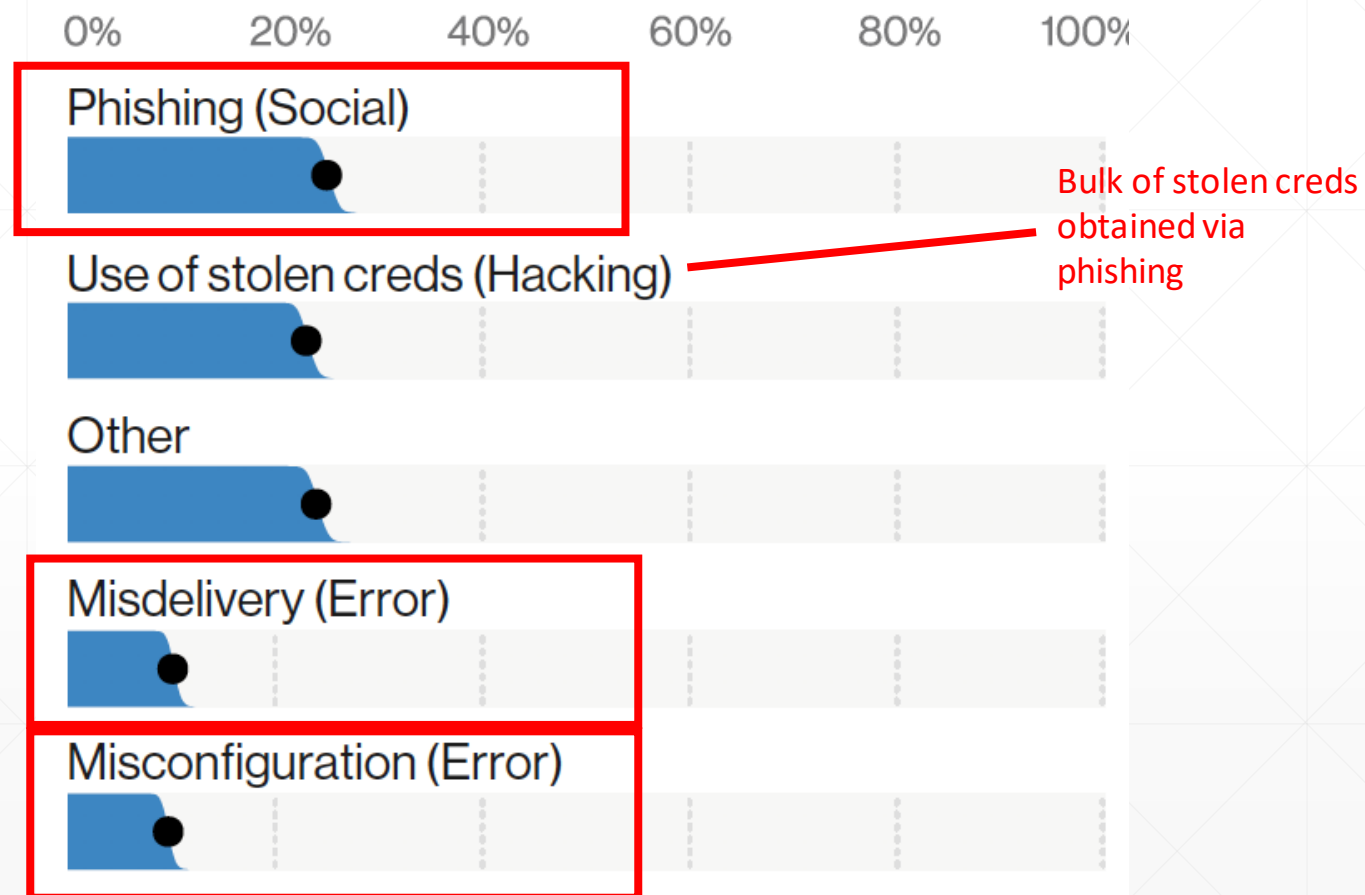 0% 20% 40% 60% 80% 100%
Phishing (Social)
Bulk of stolen creds
obtained via
phishing
Use of stolen creds (Hacking)
Other
Misdelivery (Error)
Misconfiguration (Error)